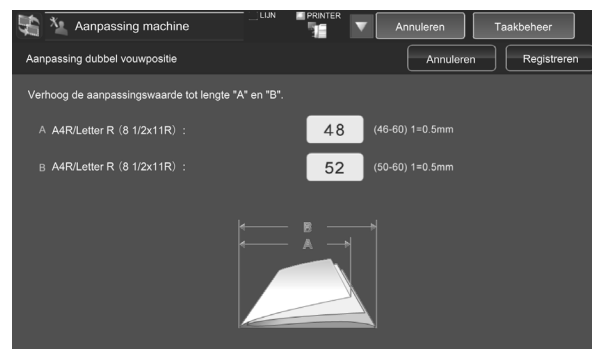 Aanpassing machine LIJN PRINTER Annuleren Taakbeheer
Aanpassing dubbel vouwpositie Annuleren Registreren
Verhoog de aanpassingswaarde tot lengte "A" en "B".
A A4R/Letter R (8 1/2x11R) : 48 (46-60) 1=0.5mm
B A4R/Letter R (8 1/2x11R) : 52 (50-60) 1=0.5mm
B
A